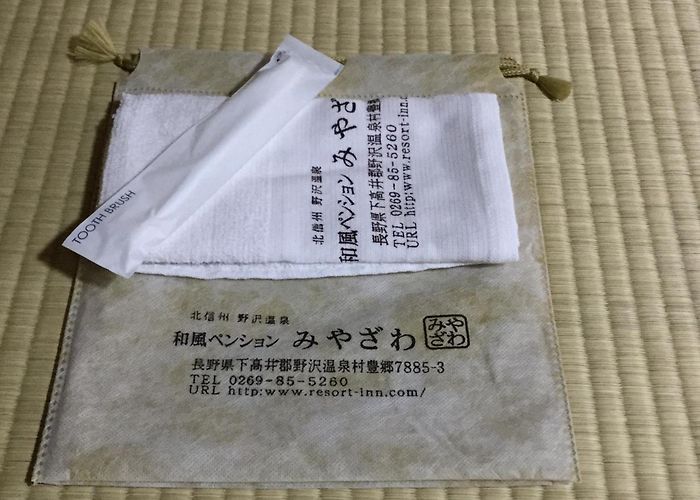 TOOTH BRUSH
北信州 野沢温泉
和風ペンション みやざ
長野県下高井郡野沢温泉村豊
TEL 0269-85-5260
URL http:www.resort-inn.c
北信州 野沢温泉
和風ペンション みやざわ みやざわ
長野県下高井郡野沢温泉村豊郷7885-3
TEL 0269-85-5260
URL http:www.resort-inn.com/